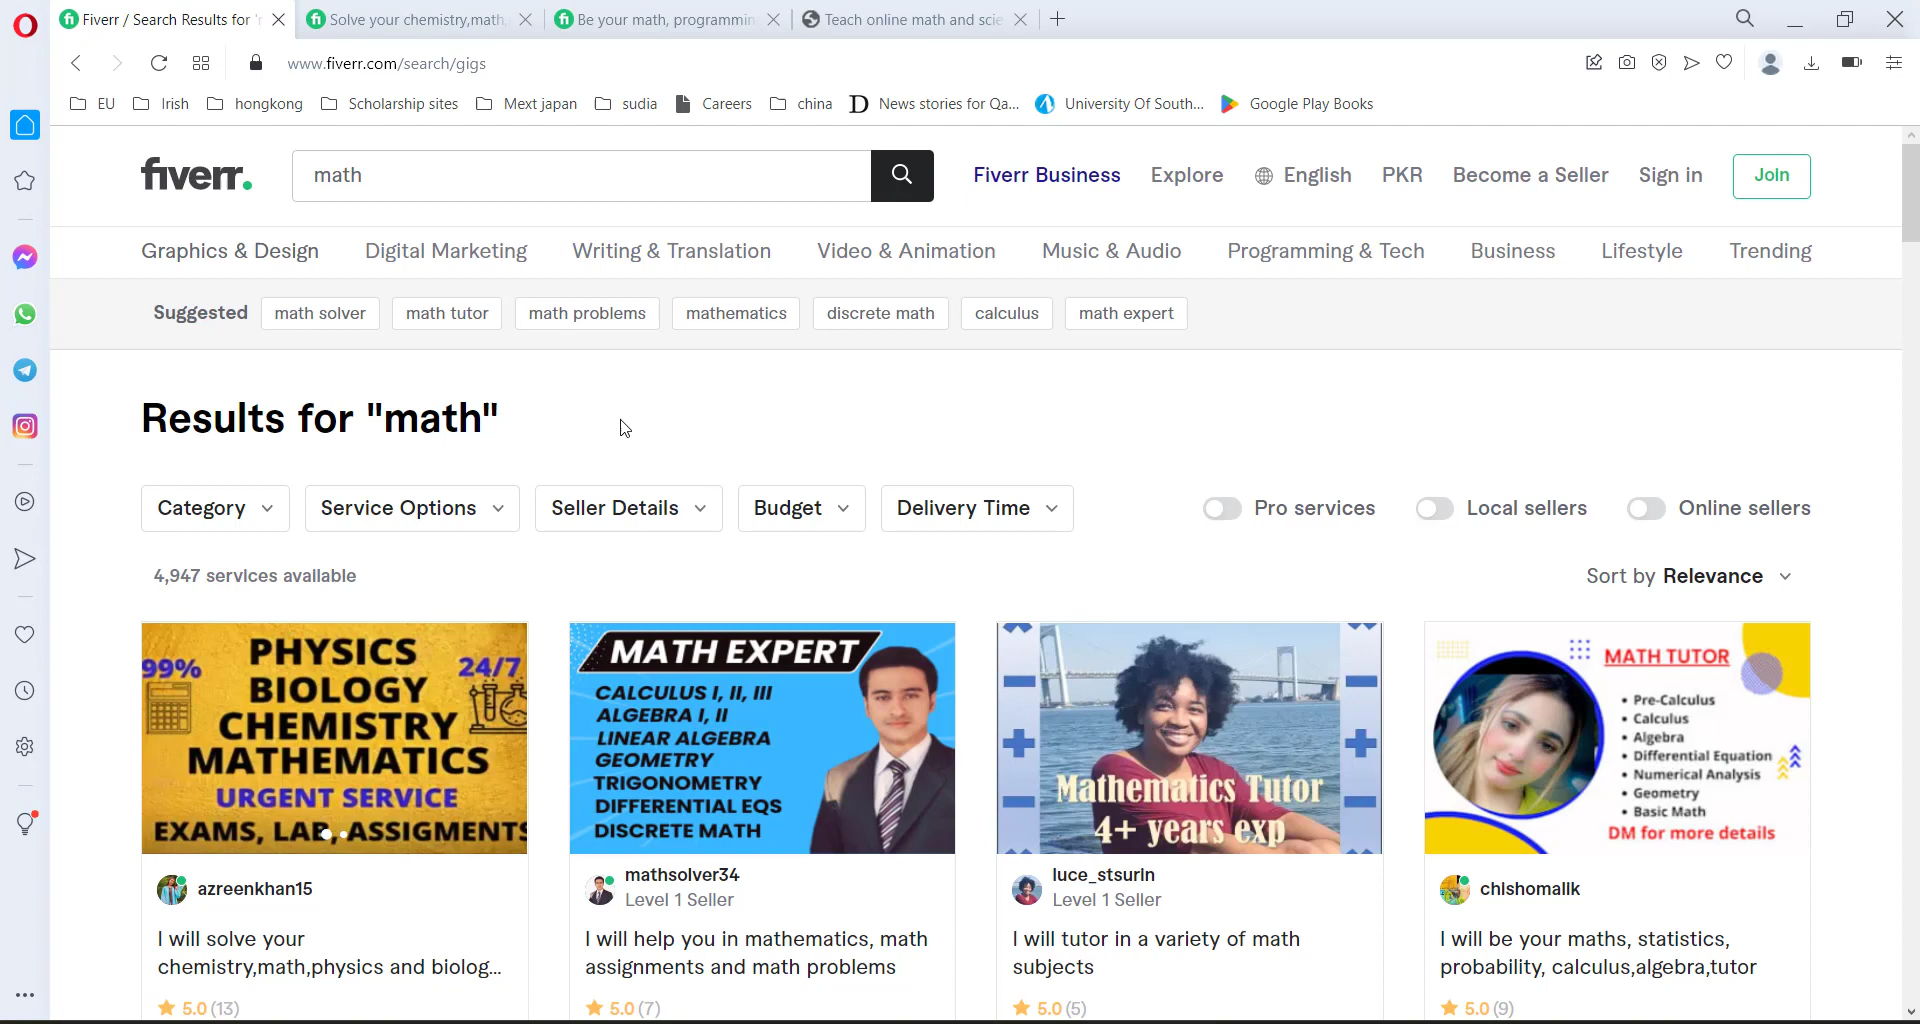 Fiverr / Search Results for 'r
Solve your chemistry,math,
Be your math, programmin
Teach online math and scie
www.fiverr.com/search/gigs
EU
Irish
hongkong
Scholarship sites
Mext japan
sudia
Careers
china
News stories for Qa...
University Of South...
Google Play Books
fiverr.
math
Fiverr Business
Explore
English
PKR
Become a Seller
Sign in
Join
Graphics & Design
Digital Marketing
Writing & Translation
Video & Animation
Music & Audio
Programming & Tech
Business
Lifestyle
Trending
Suggested
math solver
math tutor
math problems
mathematics
discrete math
calculus
math expert
Results for "math"
Category
Service Options
Seller Details
Budget
Delivery Time
Pro services
Local sellers
Online sellers
4,947 services available
Sort by Relevance
99%
PHYSICS
24/7
BIOLOGY
CHEMISTRY
MATHEMATICS
URGENT SERVICE
EXAMS, LAB, ASSIGMENTS
azreenkhan15
I will solve your
chemistry,math,physics and biolog...
5.0 (13)
MATH EXPERT
CALCULUS I, II, III
ALGEBRA I, II
LINEAR ALGEBRA
GEOMETRY
TRIGONOMETRY
DIFFERENTIAL EQS
DISCRETE MATH
mathsolver34
Level 1 Seller
I will help you in mathematics, math
assignments and math problems
5.0 (7)
Mathematics Tutor
4+ years exp
luce_stsurin
Level 1 Seller
I will tutor in a variety of math
subjects
5.0 (5)
MATH TUTOR
• Pre-Calculus
• Calculus
• Algebra
• Differential Equation
• Numerical Analysis
• Geometry
• Basic Math
DM for more details
chishomalik
I will be your maths, statistics,
probability, calculus,algebra,tutor
5.0 (9)